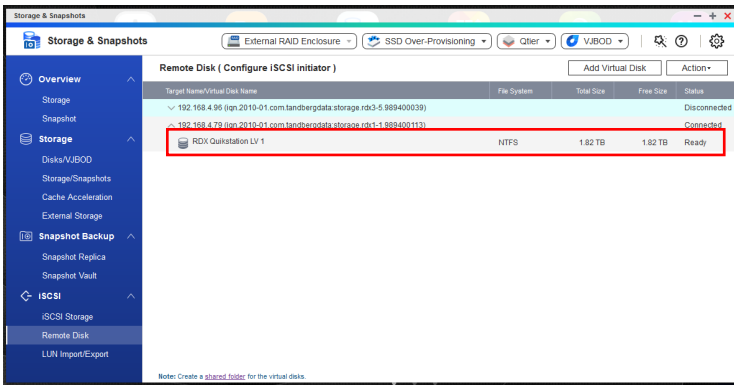 Storage & Snapshots
Storage & Snapshots
External RAID Enclosure
SSD Over-Provisioning
Qtier
VJBOD
Overview
Storage
Snapshot
Storage
Disks/VJBOD
Storage/Snapshots
Cache Acceleration
External Storage
Snapshot Backup
Snapshot Replica
Snapshot Vault
iSCSI
iSCSI Storage
Remote Disk
LUN Import/Export
Remote Disk ( Configure iSCSI initiator )
Add Virtual Disk
Action
Target Name/Virtual Disk Name File System Total Size Free Size Status
192.168.4.96 (iqn.2010-01.com.tandbergdata:storage.rdx3-5.989400039) Disconnected
192.168.4.79 (iqn.2010-01.com.tandbergdata:storage.rdx1-1.989400113) Connected
RDX Quikstation LV 1 NTFS 1.82 TB 1.82 TB Ready
Note: Create a shared folder for the virtual disks.